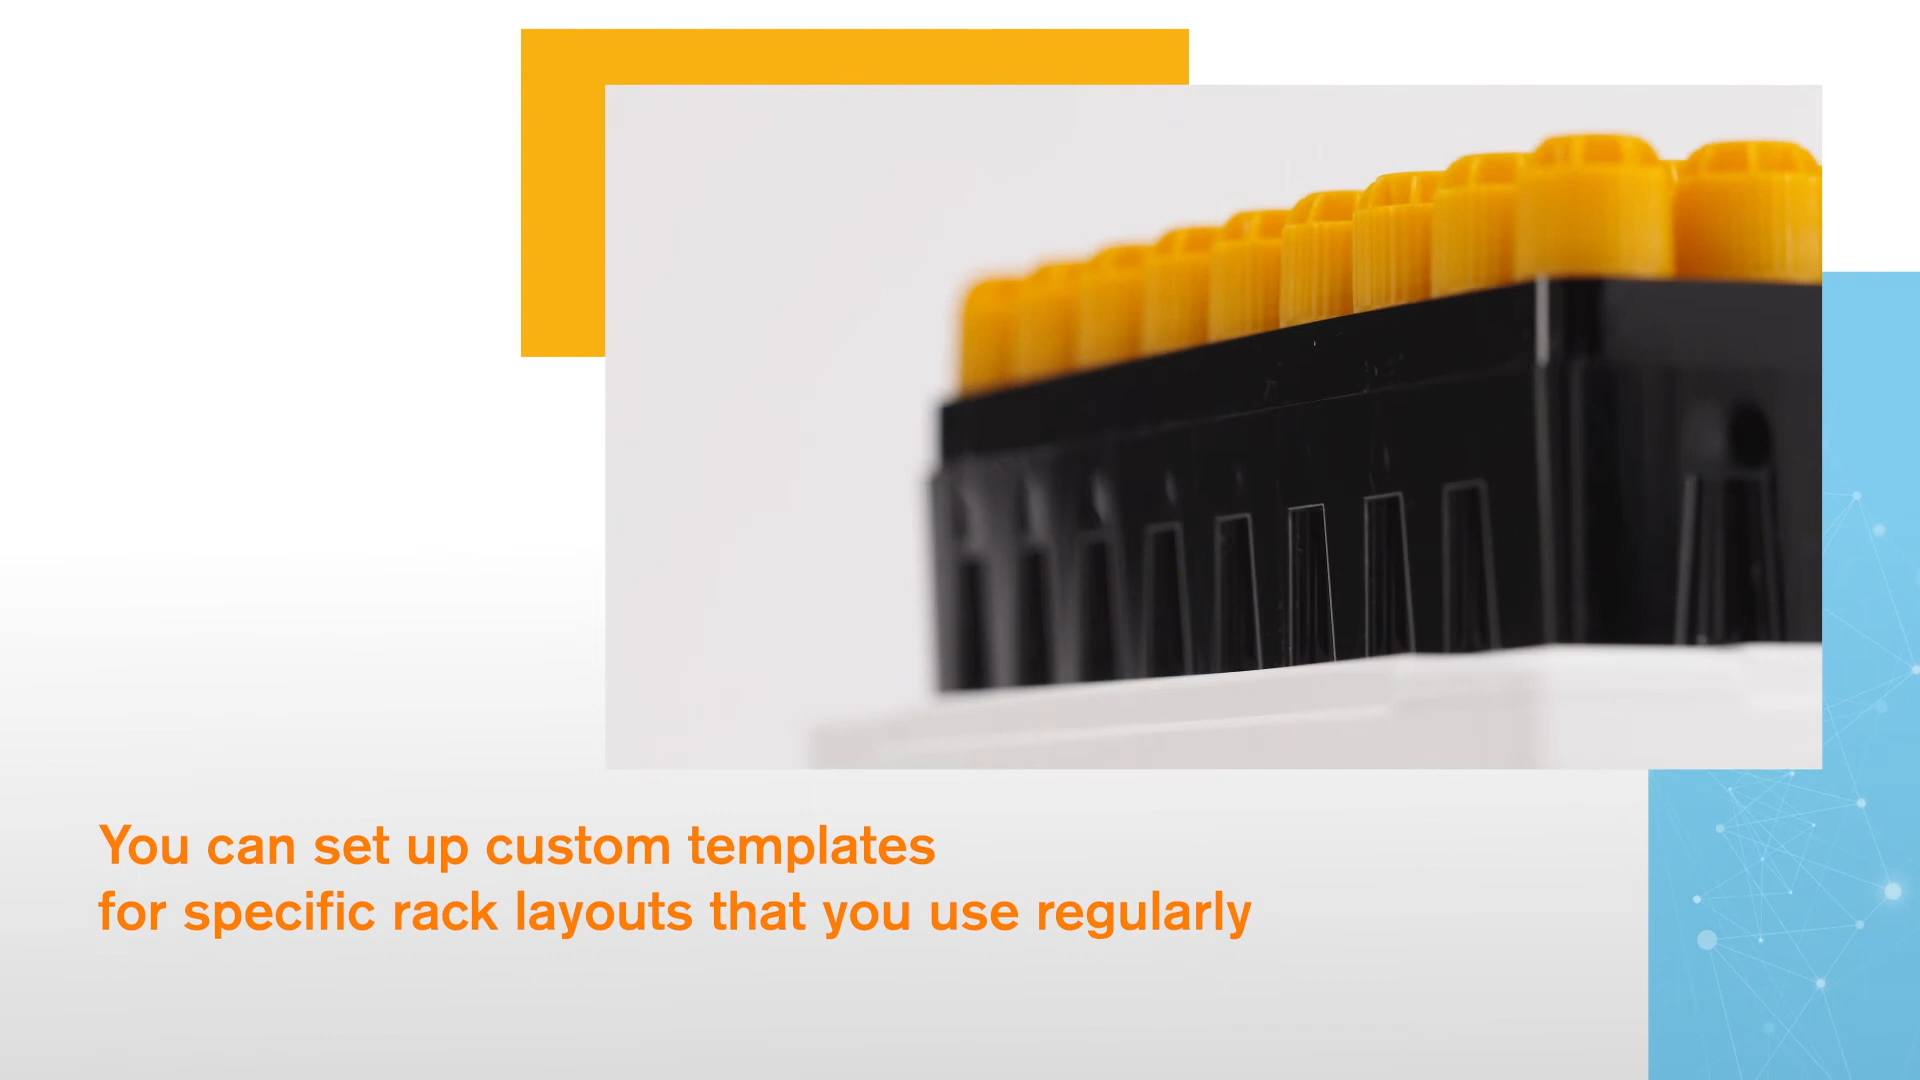 You can set up custom templates
for specific rack layouts that you use regularly